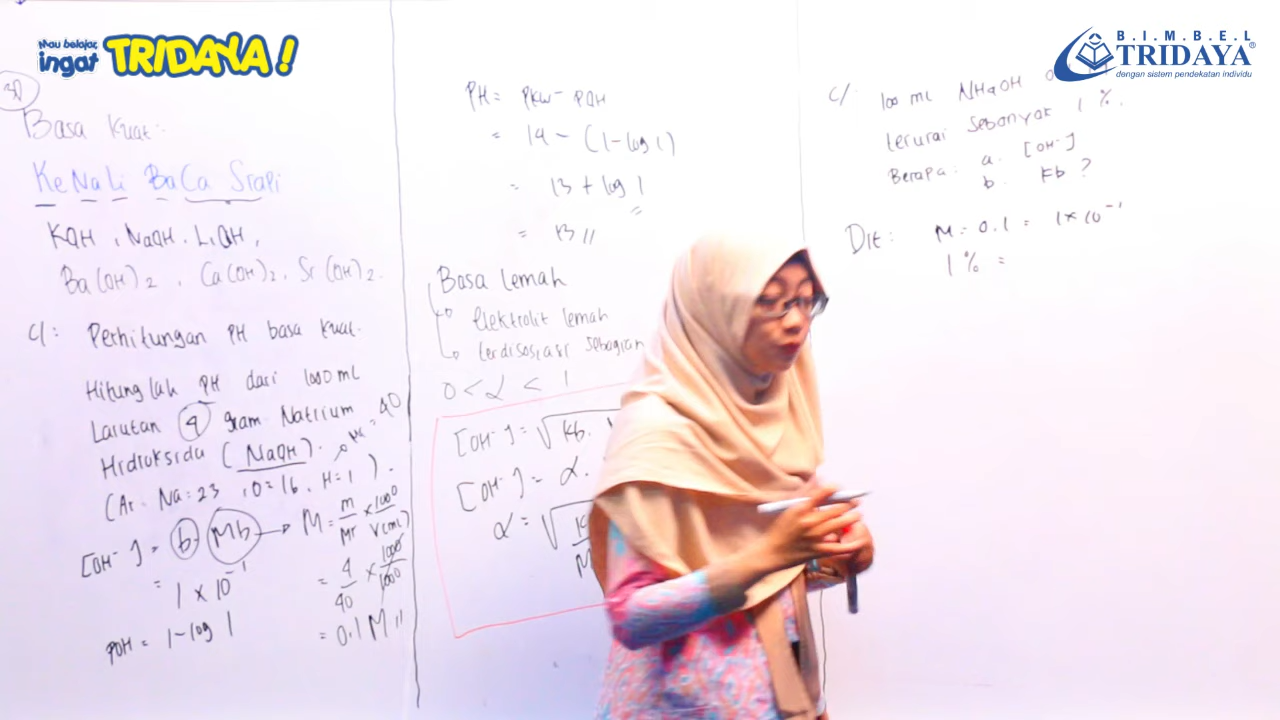 Mau belajar,
ingat TRIDAYA!
B.I.M.B.E.L
TRIDAYA®
dengan sistem pendekatan individu
Basa Kuat:
KeNaLi BaCa Srapi
KOH, NaOH, LiOH,
Ba(OH)2, Ca(OH)2, Sr(OH)2.
c/: Perhitungan PH basa kuat.
Hitunglah PH dari 1000 mL
Larutan 4 gram Natrium
Hidroksida (NaOH).
(Ar. Na=23, O=16, H=1).
[OH-] = b Mb → M = m/Mr × 1000/V(mL)
= 1 × 10^-1
= 4/40 × 1000/1000
POH = 1-log 1
= 0.1 M //
PH = PKw - POH
= 14 - (1-log 1)
= 13 + log 1
= 13 //
Basa Lemah
elektrolit lemah
terdisosiasi sebagian
0 < α < 1
[OH-] = √Kb.
[OH-] = α.
α = √
c/. 100 mL NH4OH
terurai sebanyak 1 %.
Berapa: a. [OH-]
b. Kb ?
Dit: M = 0.1 = 1×10^-1
1 % =